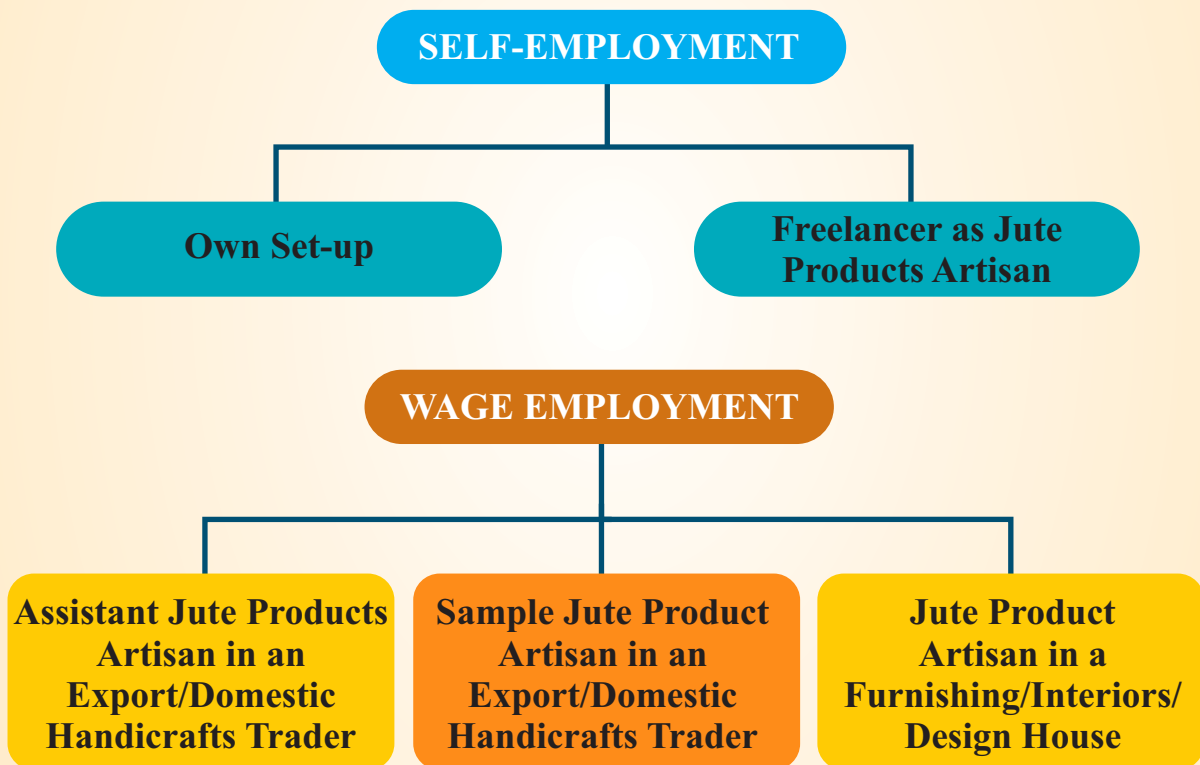 SELF-EMPLOYMENT
Own Set-up
Freelancer as Jute
Products Artisan
WAGE EMPLOYMENT
Assistant Jute Products
Artisan in an
Export/Domestic
Handicrafts Trader
Sample Jute Product
Artisan in an
Export/Domestic
Handicrafts Trader
Jute Product
Artisan in a
Furnishing/Interiors/
Design House